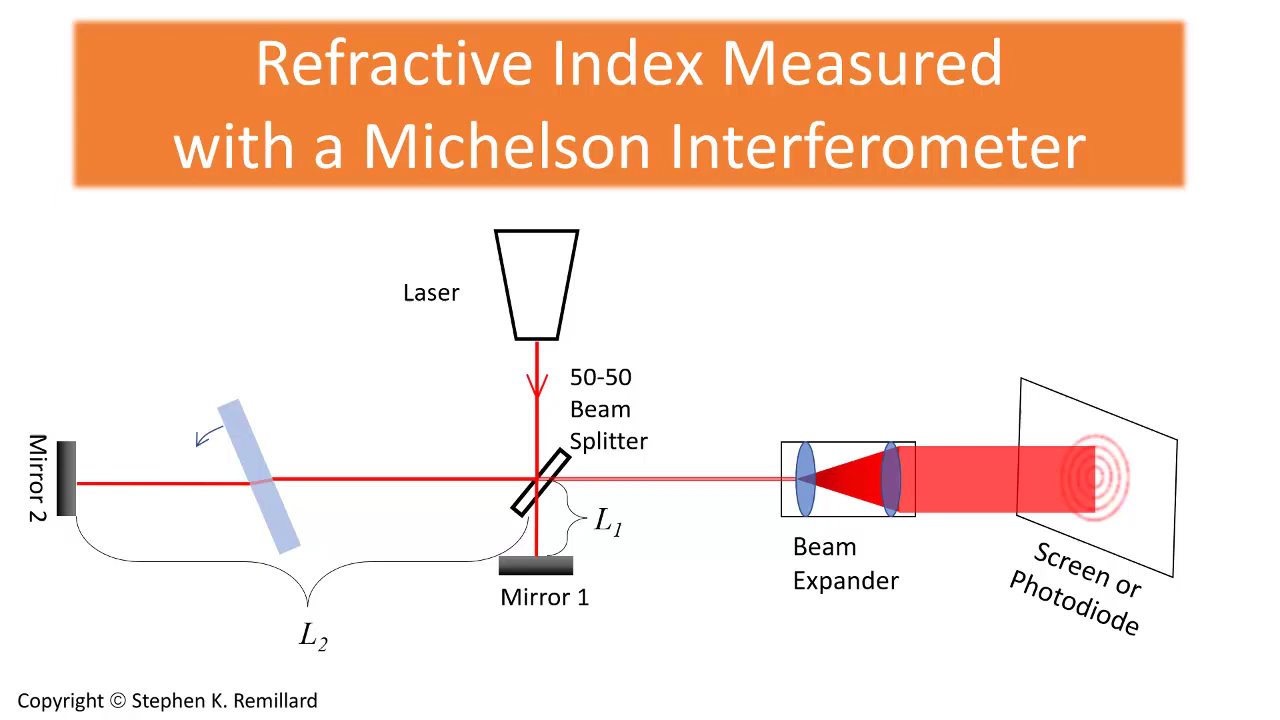 Refractive Index Measured
with a Michelson Interferometer
Laser
50-50
Beam
Splitter
Mirror 2
L1
L2
Mirror 1
Beam
Expander
Screen or
Photodiode
Copyright © Stephen K. Remillard